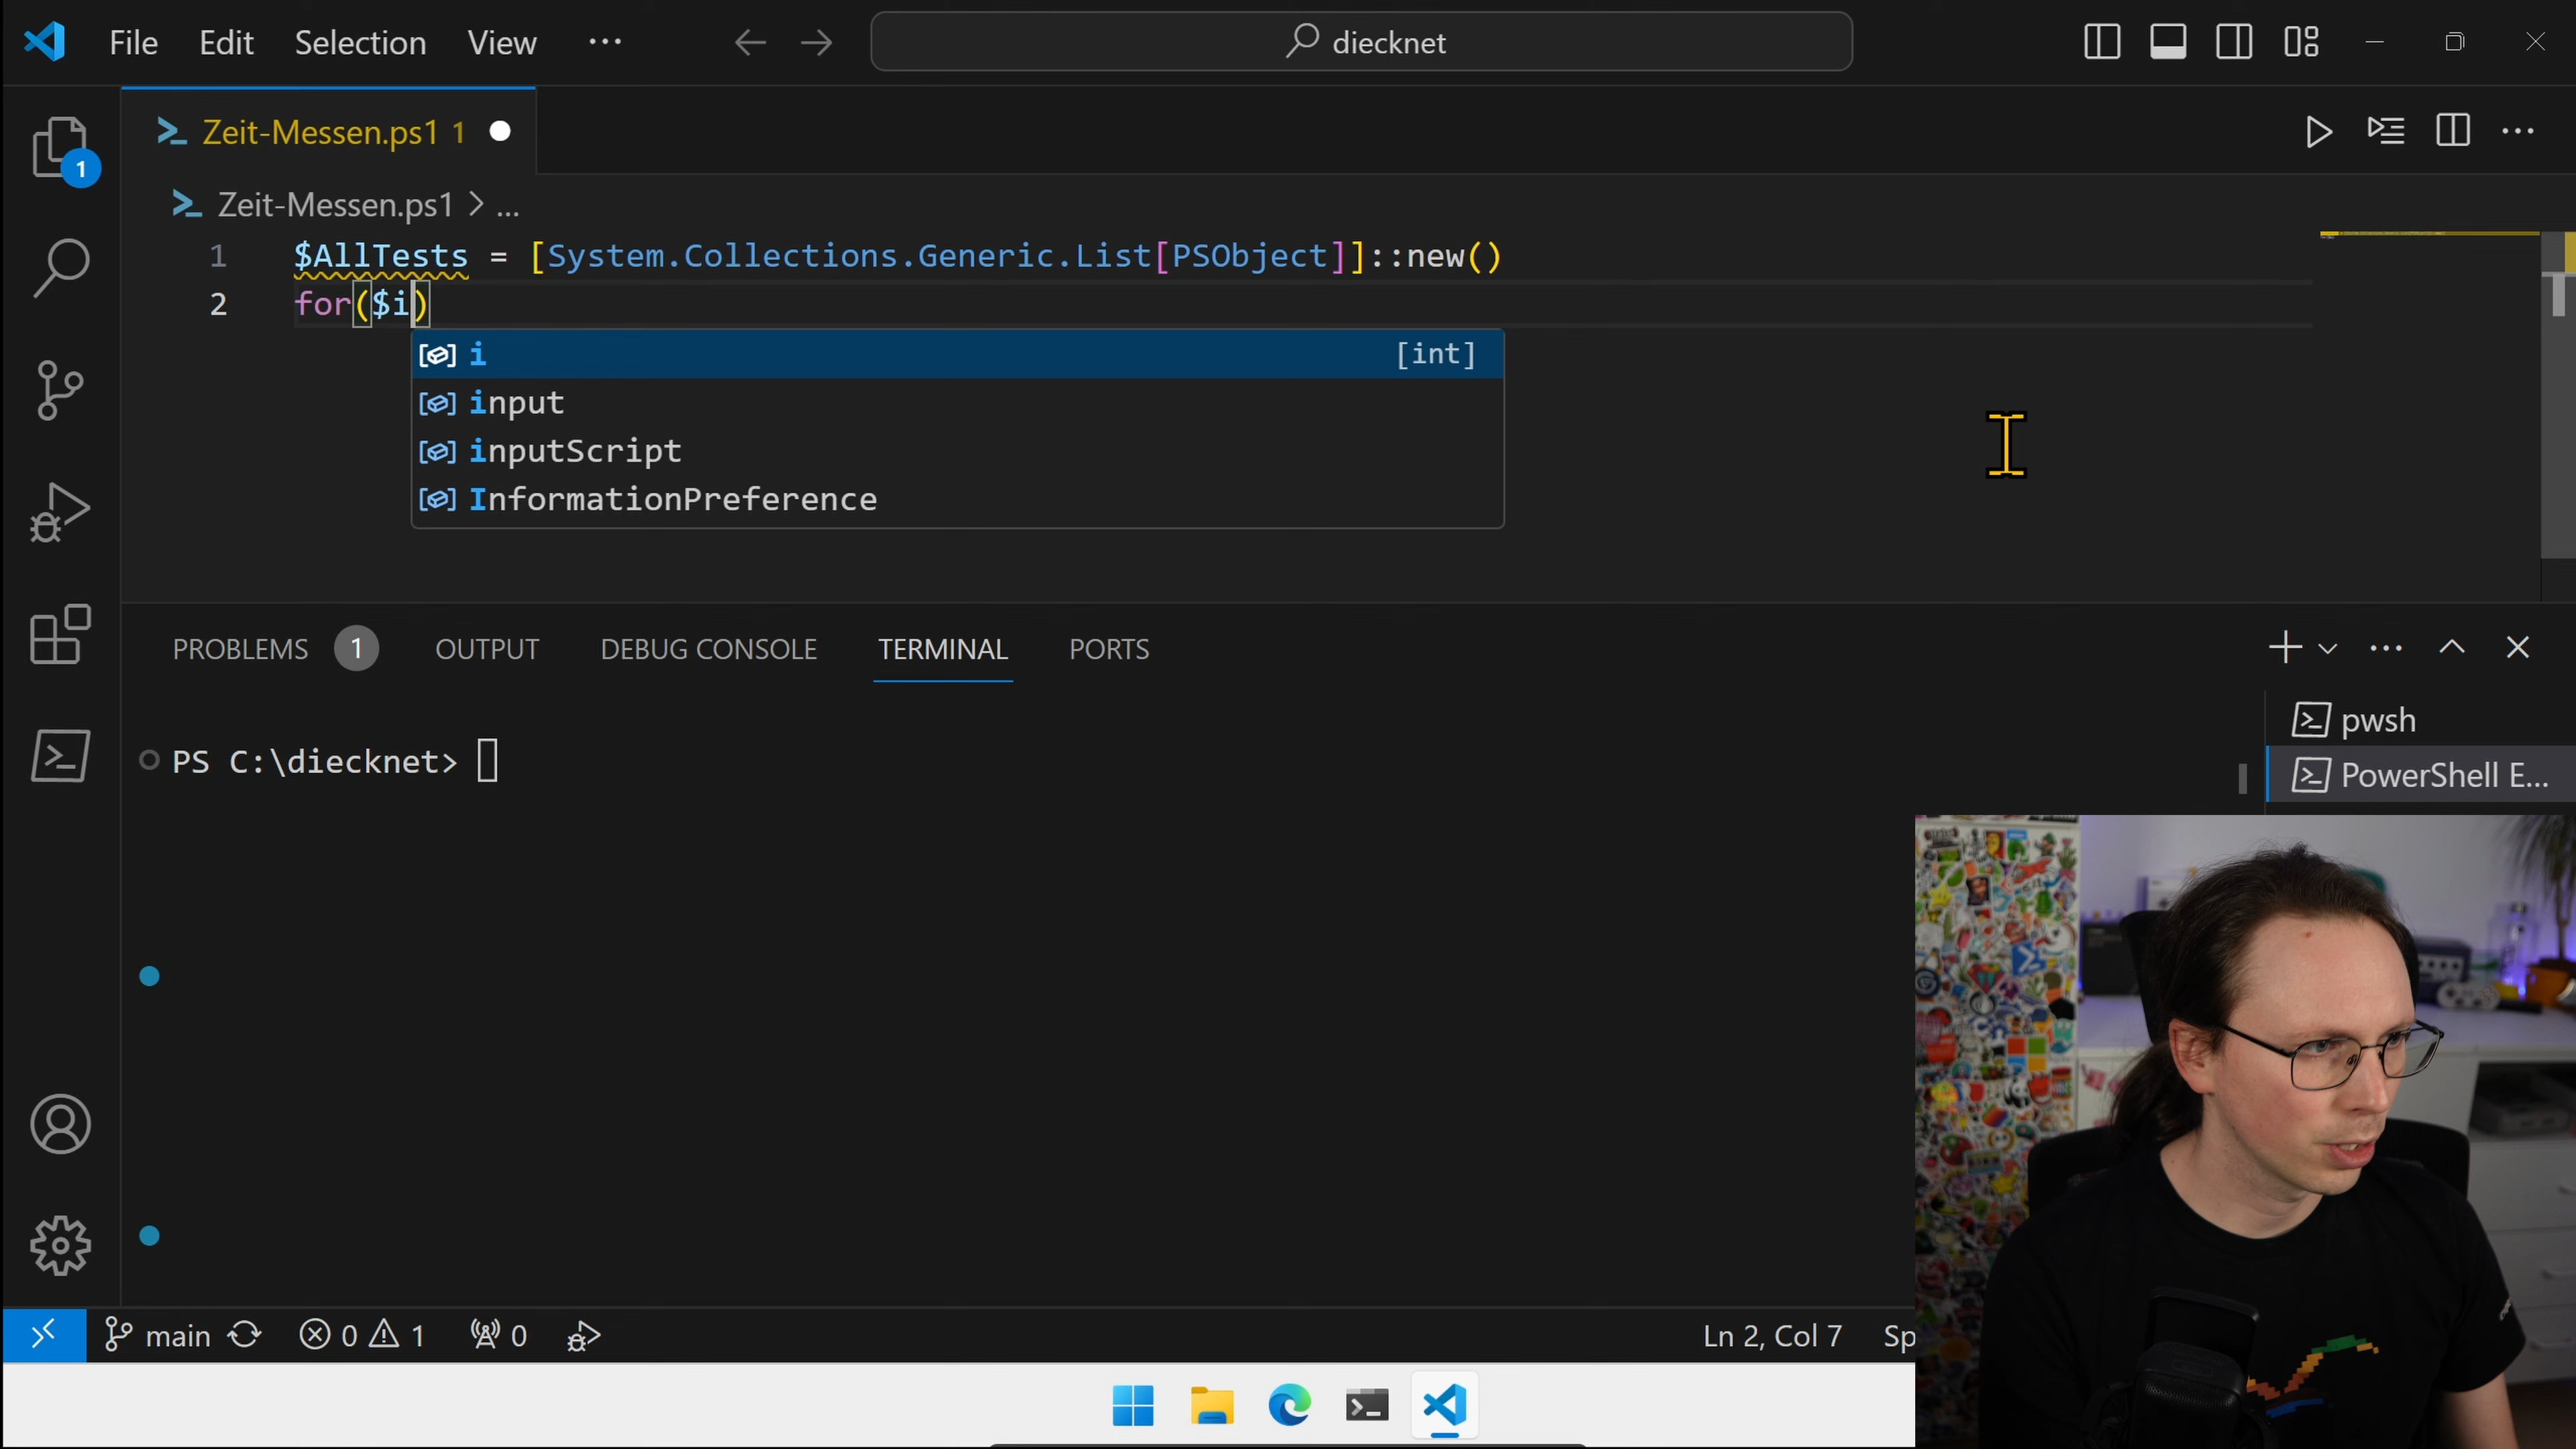 File Edit Selection View ··· diecknet
Zeit-Messen.ps1 1
1
Zeit-Messen.ps1 > ...
1 $AllTests = [System.Collections.Generic.List[PSObject]]::new()
2 for($i)
i [int]
input
inputScript
InformationPreference
PROBLEMS 1 OUTPUT DEBUG CONSOLE TERMINAL PORTS
pwsh
PS C:\diecknet>
PowerShell E...
main 0 1 0 Ln 2, Col 7 Sp